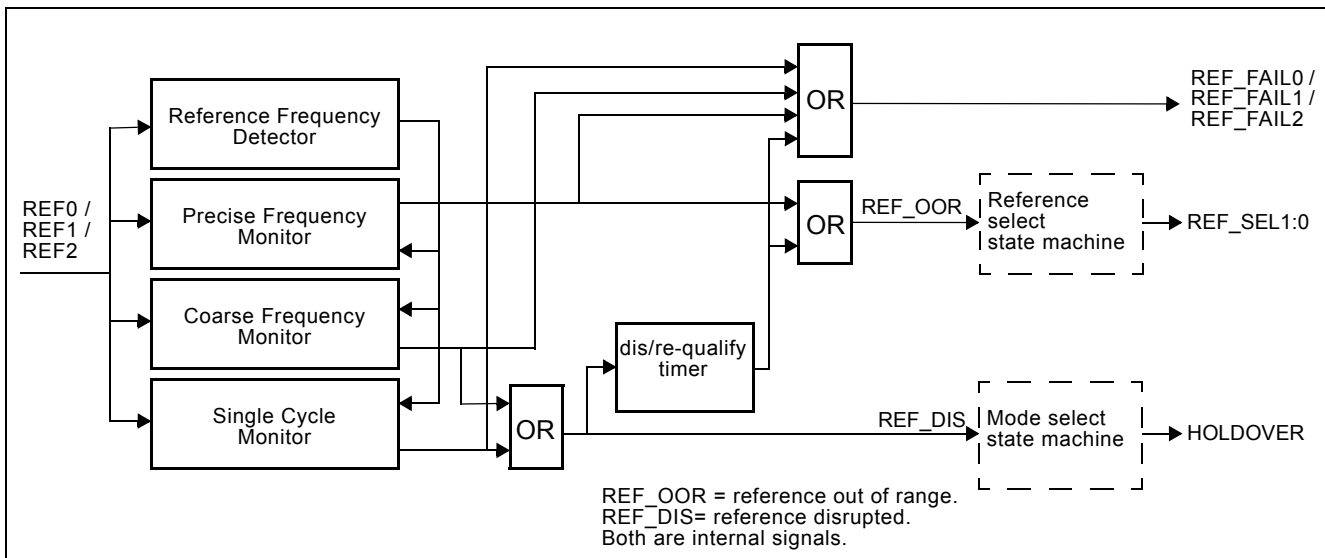 REF0 /
REF1 /
REF2
Reference Frequency
Detector
Precise Frequency
Monitor
Coarse Frequency
Monitor
Single Cycle
Monitor
OR
dis/re-qualify
timer
OR
OR
REF_FAIL0 /
REF_FAIL1 /
REF_FAIL2
REF_OOR
Reference
select
state machine
REF_SEL1:0
REF_DIS
Mode select
state machine
HOLDOVER
REF_OOR = reference out of range.
REF_DIS= reference disrupted.
Both are internal signals.